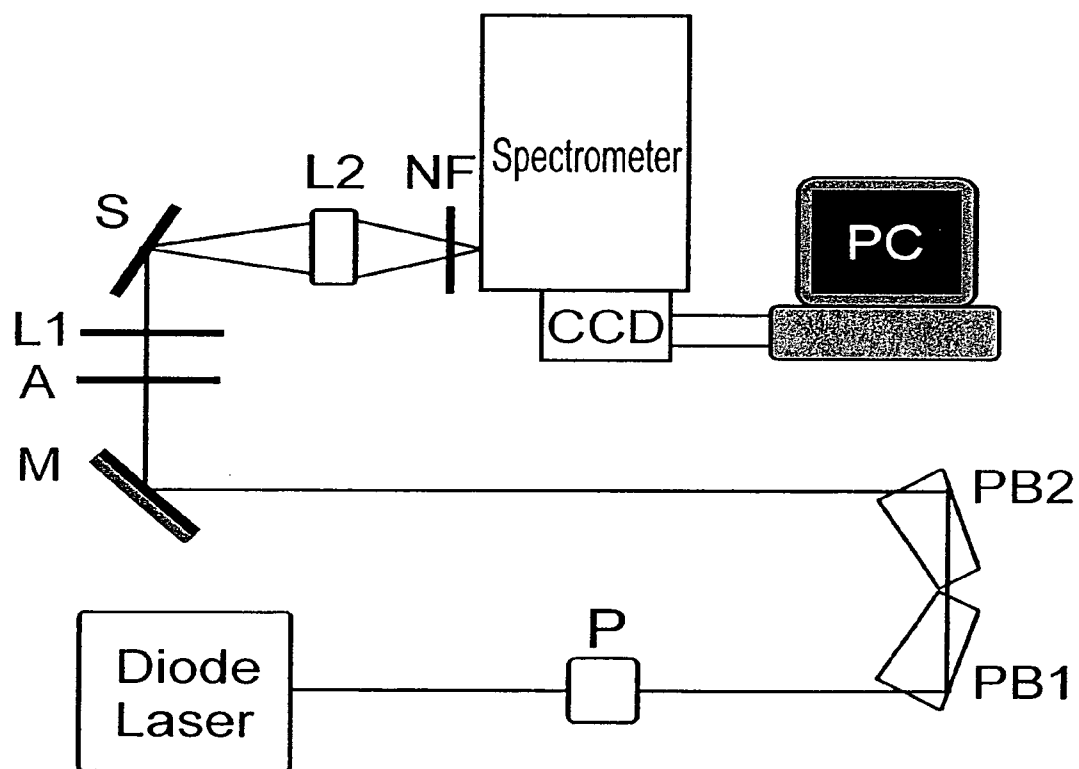 Spectrometer
L2
NF
S
PC
L1
CCD
A
M
PB2
P
Diode
Laser
PB1